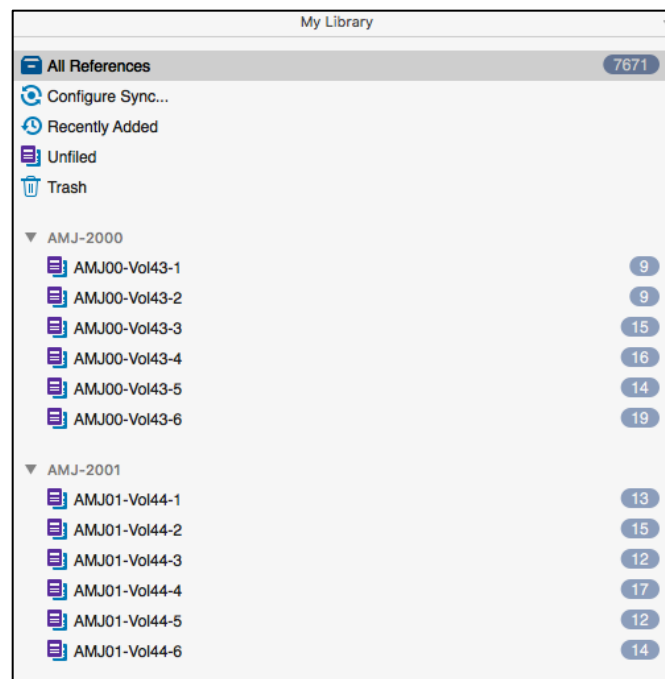 My Library
All References 7671
Configure Sync...
Recently Added
Unfiled
Trash
AMJ-2000
AMJ00-Vol43-1 9
AMJ00-Vol43-2 9
AMJ00-Vol43-3 15
AMJ00-Vol43-4 16
AMJ00-Vol43-5 14
AMJ00-Vol43-6 19
AMJ-2001
AMJ01-Vol44-1 13
AMJ01-Vol44-2 15
AMJ01-Vol44-3 12
AMJ01-Vol44-4 17
AMJ01-Vol44-5 12
AMJ01-Vol44-6 14